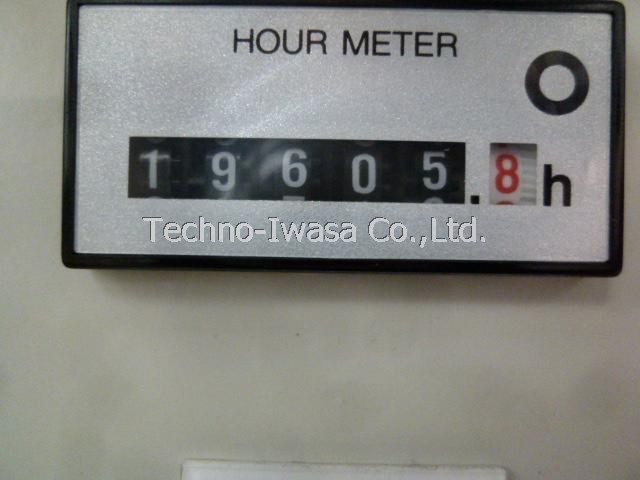 HOUR METER
19605.8h
Techno-Iwasa Co.,Ltd.